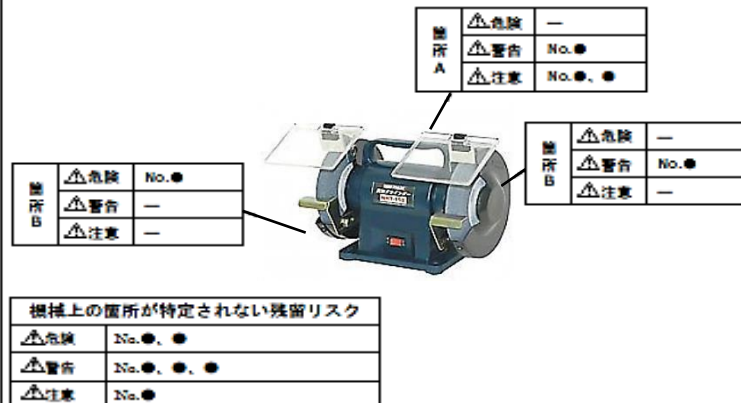 箇所A
⚠危険 —
⚠警告 No.●
⚠注意 No.●、●
箇所B
⚠危険 —
⚠警告 No.●
⚠注意 —
箇所B
⚠危険 No.●
⚠警告 —
⚠注意 —
機械上の箇所が特定されない残留リスク
⚠危険 No.●、●
⚠警告 No.●、●、●
⚠注意 No.●